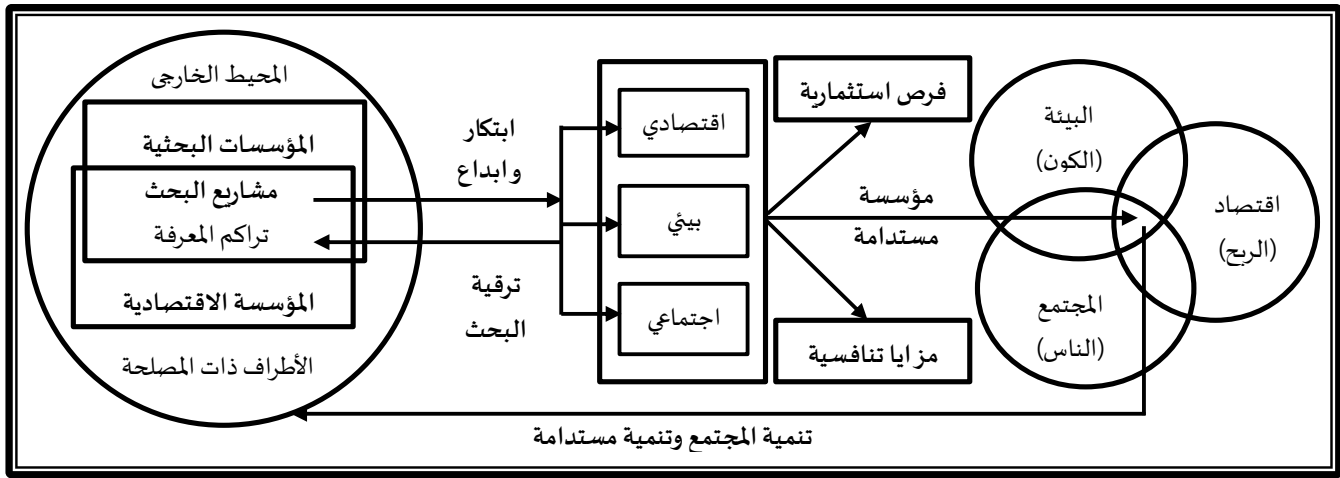 المحيط الخارجى
المؤسسات البحثية
مشاريع البحث
تراكم المعرفة
المؤسسة الاقتصادية
الأطراف ذات المصلحة
ابتكار
وابداع
ترقية
البحث
اقتصادي
بيئي
اجتماعي
فرص استثمارية
مؤسسة
مستدامة
مزايا تنافسية
البيئة
(الكون)
اقتصاد
(الربح)
المجتمع
(الناس)
تنمية المجتمع وتنمية مستدامة